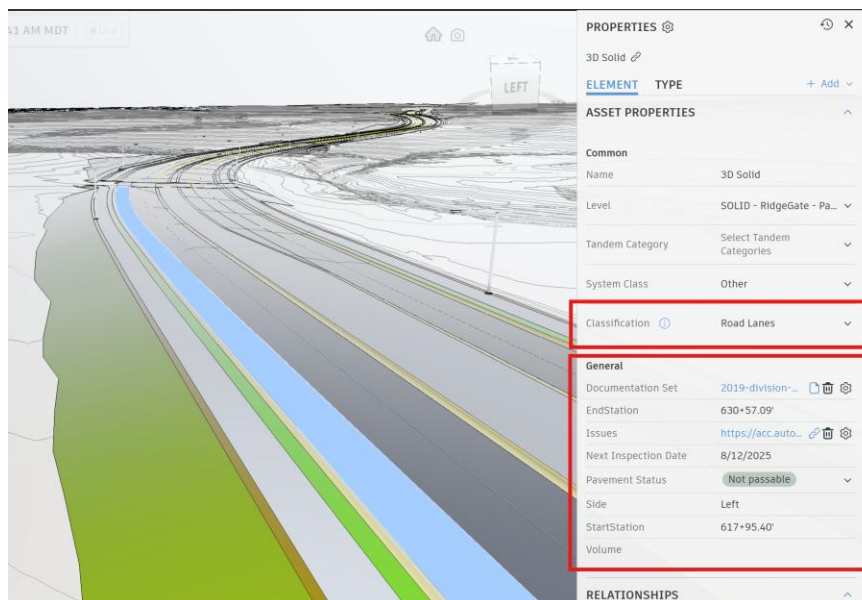 41 AM MDT
LEFT
PROPERTIES
3D Solid
ELEMENT TYPE + Add
ASSET PROPERTIES
Common
Name 3D Solid
Level SOLID - RidgeGate - Pa...
Tandem Category Select Tandem Categories
System Class Other
Classification Road Lanes
General
Documentation Set 2019-division-...
EndStation 630+57.09'
Issues https://acc.auto...
Next Inspection Date 8/12/2025
Pavement Status Not passable
Side Left
StartStation 617+95.40'
Volume
RELATIONSHIPS